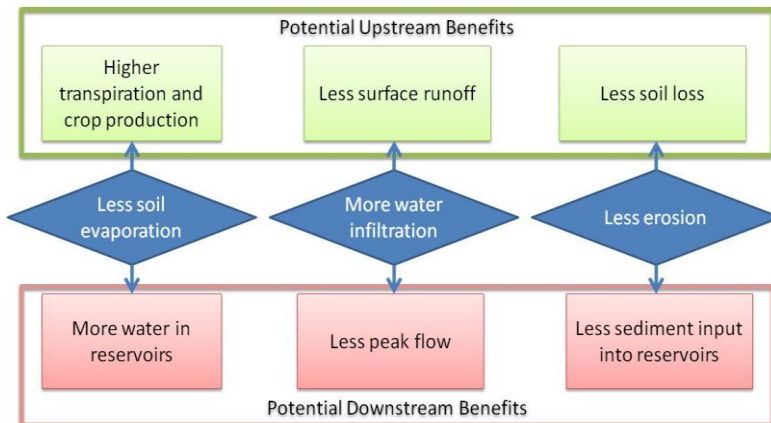 Potential Upstream Benefits
Higher
transpiration and
crop production
Less surface runoff
Less soil loss
Less soil
evaporation
More water
infiltration
Less erosion
More water in
reservoirs
Less peak flow
Less sediment input
into reservoirs
Potential Downstream Benefits